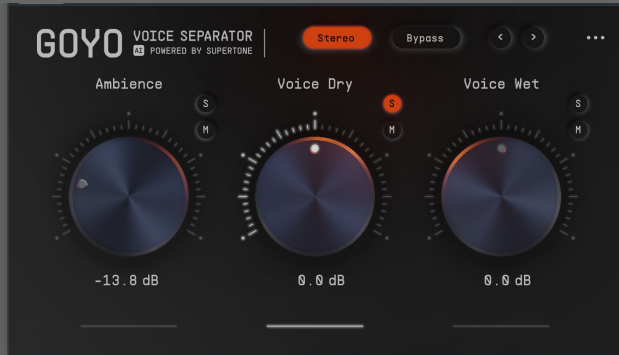 GOYO VOICE SEPARATOR
AI POWERED BY SUPERTONE
Stereo Bypass < > •••
Ambience Voice Dry Voice Wet
S S S
M M M
-13.8 dB 0.0 dB 0.0 dB